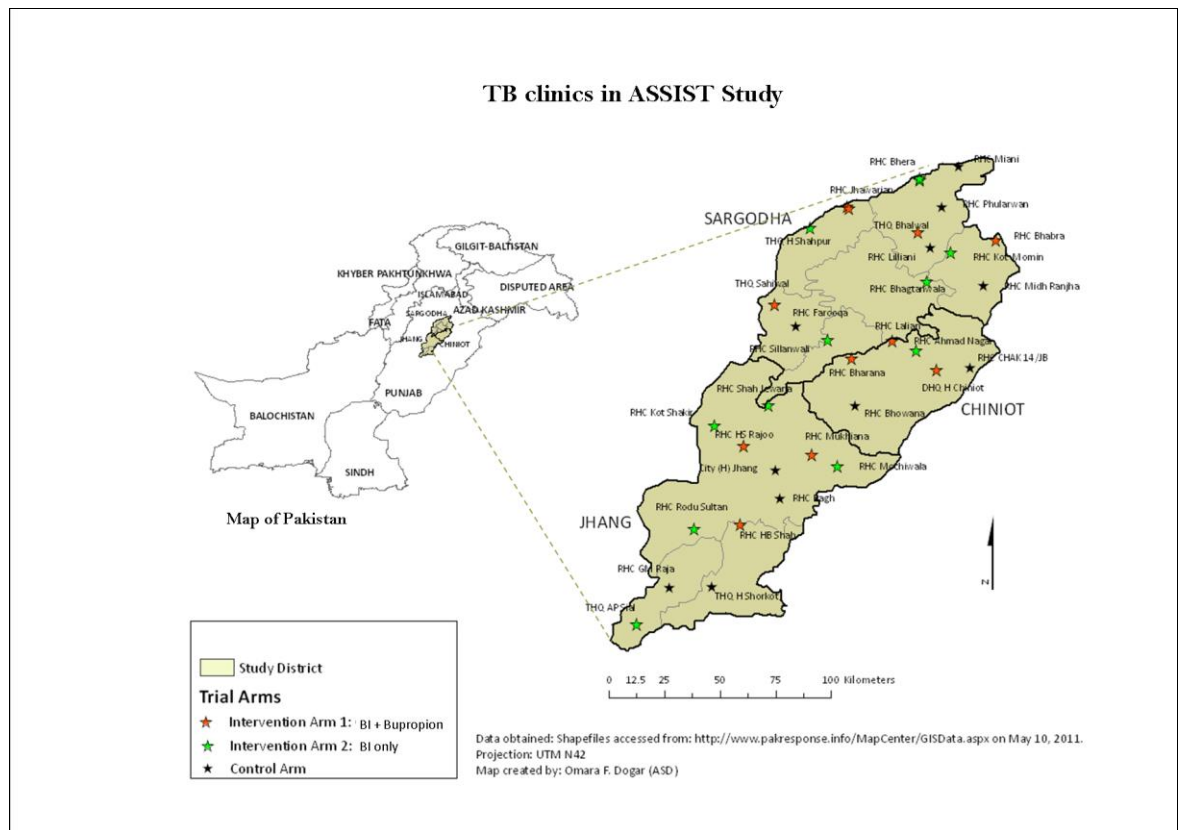 TB clinics in ASSIST Study
RHC Bhera
RHC Miani
RHC Jhawarian
RHC Phularwan
SARGODHA
THQ Bhalwal
RHC Bhabra
THQ H Shahpur
RHC Lilliani
RHC Kot Momin
RHC Bhagtanwala
RHC Midh Ranjha
THQ Sahiwal
RHC Farooqa
RHC Lalian
RHC Ahmad Nagar
RHC Sillanwali
RHC CHAK 14 /JB
RHC Bharana
DHQ H Chiniot
RHC Shah Jewana
CHINIOT
RHC Kot Shakir
RHC Bhowana
RHC HS Rajoo
RHC Mukhiana
City (H) Jhang
RHC Mochiwala
RHC Bagh
RHC Rodu Sultan
JHANG
RHC HB Shah
RHC GM Raja
THQ H Shorkot
THQ AP Sial
GILGIT-BALTISTAN
KHYBER PAKHTUNKHWA
DISPUTED AREA
ISLAMABAD
AZAD KASHMIR
SARGODHA
FATA
JHANG
CHINIOT
PUNJAB
BALOCHISTAN
SINDH
Map of Pakistan
N
0 12.5 25 50 75 100 Kilometers
Study District
Trial Arms
Intervention Arm 1: BI + Bupropion
Intervention Arm 2: BI only
Control Arm
Data obtained: Shapefiles accessed from: http://www.pakresponse.info/MapCenter/GISData.aspx on May 10, 2011.
Projection: UTM N42
Map created by: Omara F. Dogar (ASD)